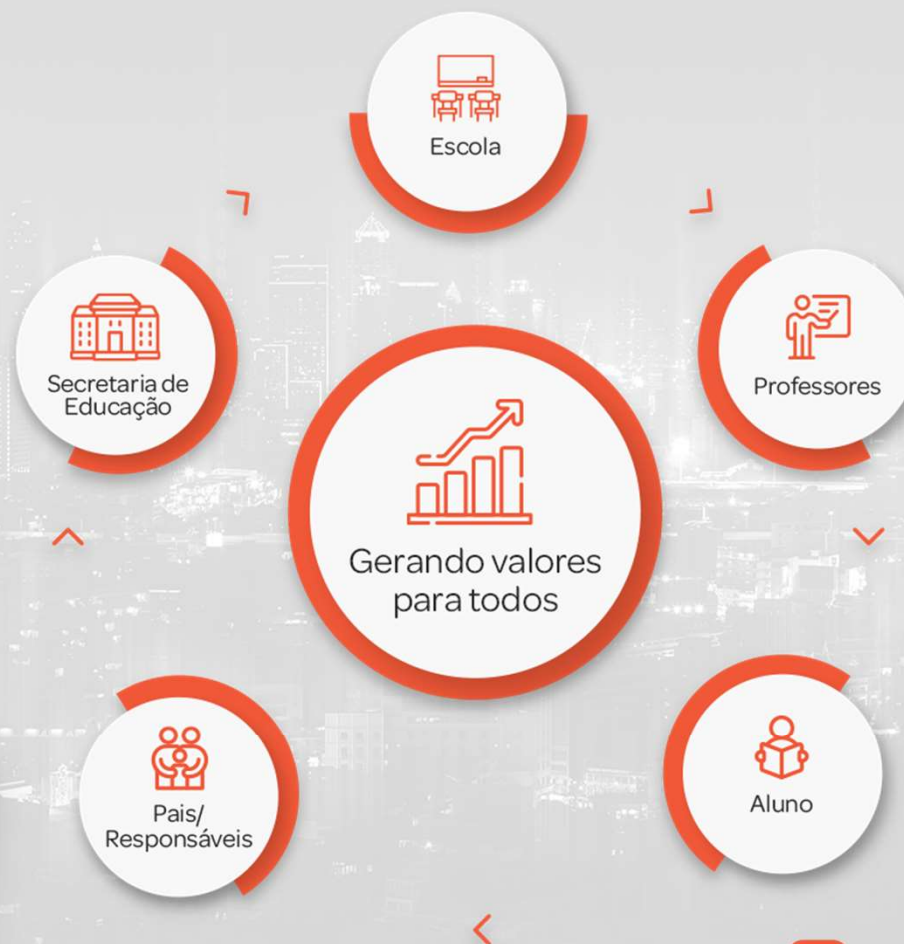 Escola
Secretaria de
Educação
Professores
Gerando valores
para todos
Pais/
Responsáveis
Aluno